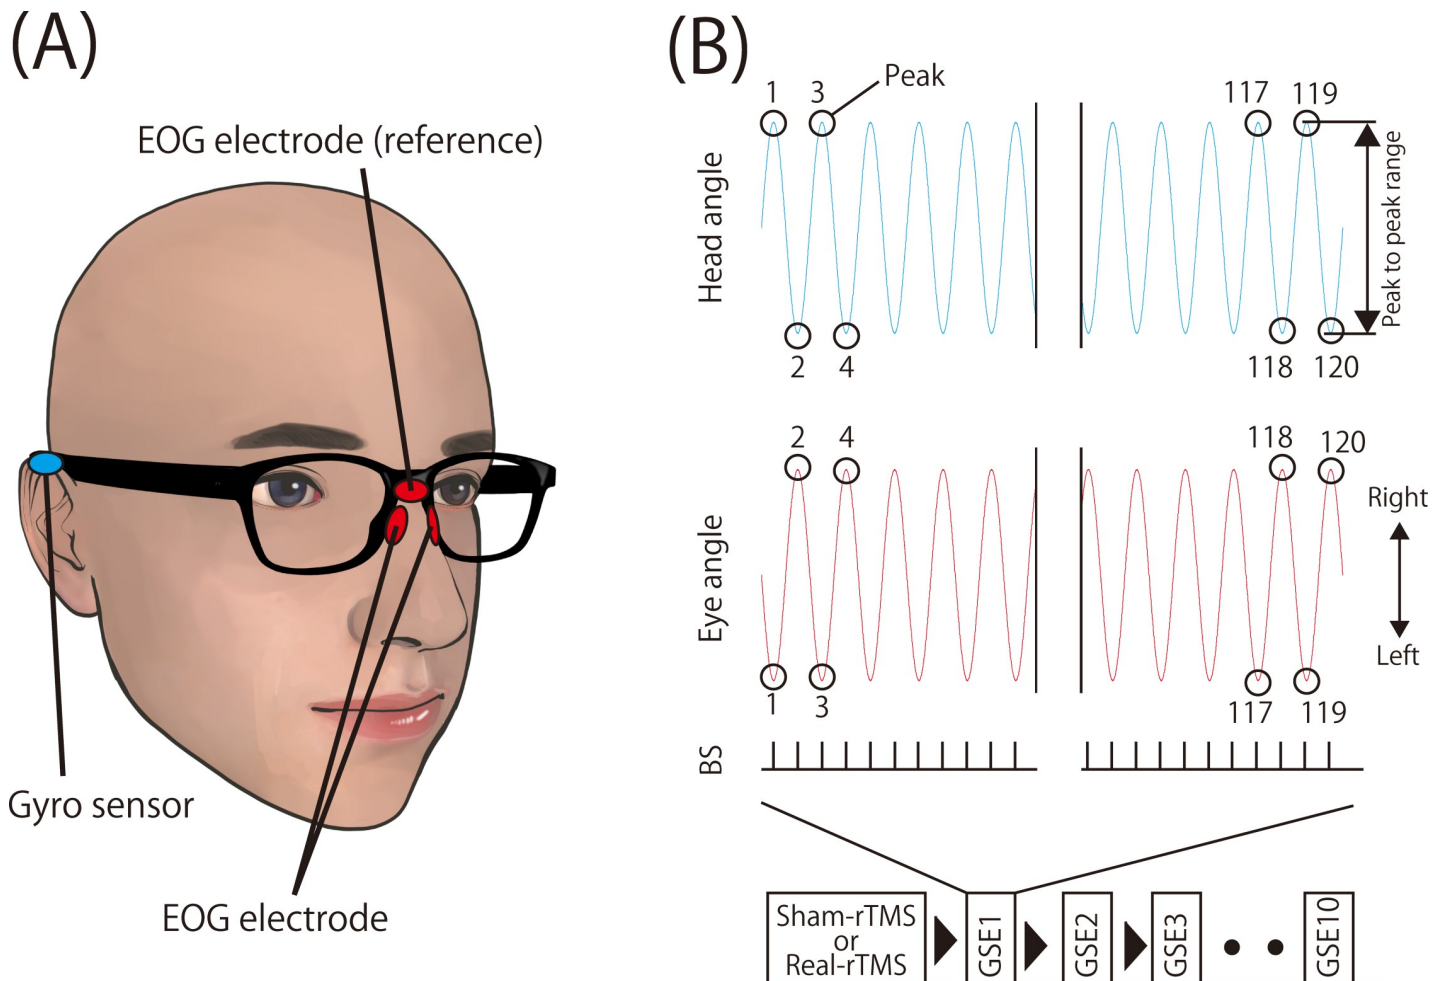 (A)
EOG electrode (reference)
Gyro sensor
EOG electrode
(B)
Peak
1 3 117 119
Head angle
Peak to peak range
2 4 118 120
2 4 118 120
Eye angle
Right
Left
1 3 117 119
BS
Sham-rTMS
or
Real-rTMS
GSE1
GSE2
GSE3
GSE10